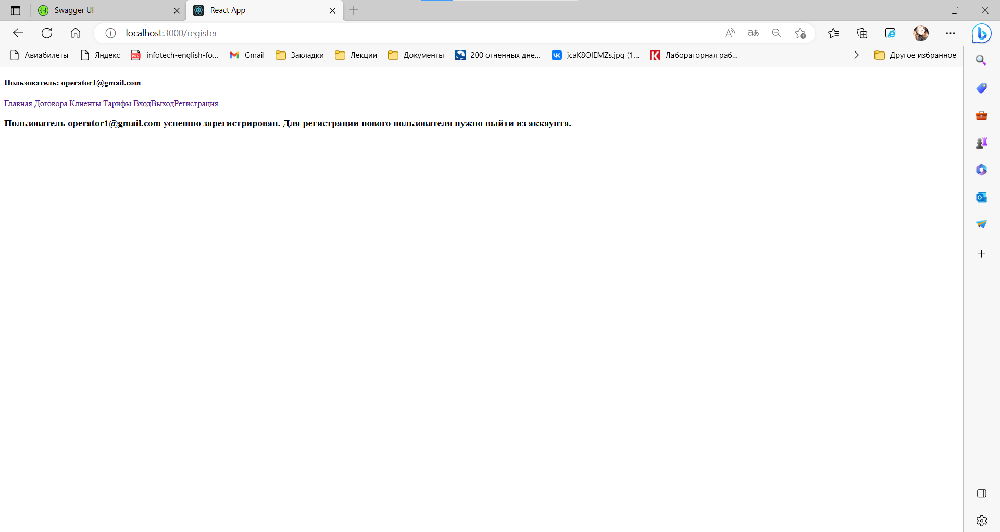 Swagger UI
React App
localhost:3000/register
Авиабилеты Яндекс infotech-english-fo... Gmail Закладки Лекции Документы 200 огненных дне... jcaK8OIEMZs.jpg (1... Лабораторная раб... Другое избранное
Пользователь: operator1@gmail.com
Главная Договора Клиенты Тарифы ВходВыходРегистрация
Пользователь operator1@gmail.com успешно зарегистрирован. Для регистрации нового пользователя нужно выйти из аккаунта.